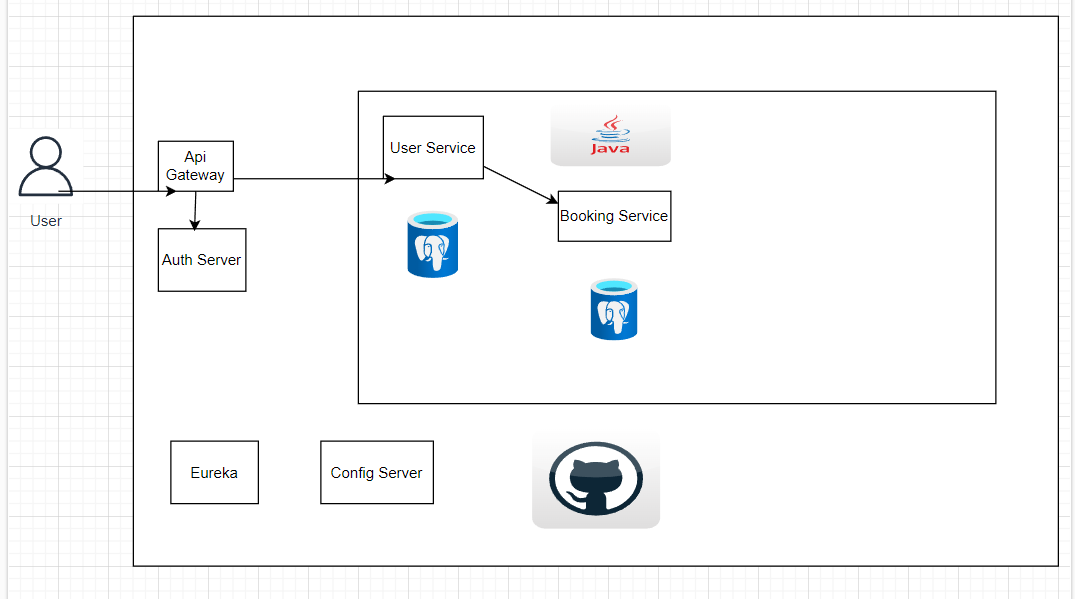 User
Api
Gateway
Auth Server
User Service
Java
Booking Service
Eureka
Config Server